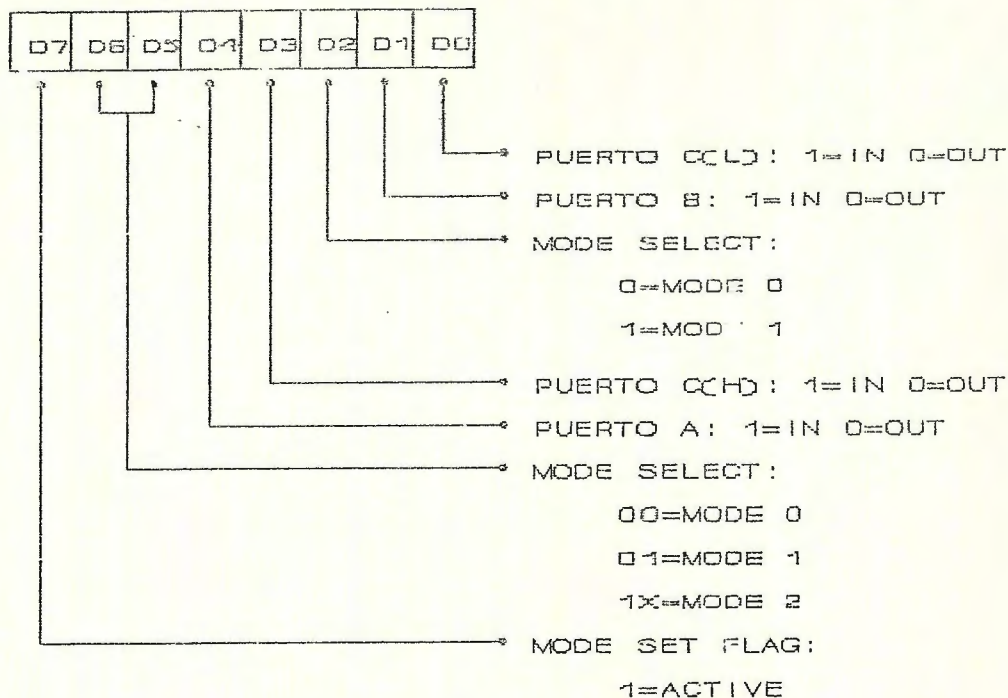 D7 D6 D5 D4 D3 D2 D1 D0
PUERTO C(L): 1=IN 0=OUT
PUERTO B: 1=IN 0=OUT
MODE SELECT:
0=MODE 0
1=MOD 1
PUERTO C(H): 1=IN 0=OUT
PUERTO A: 1=IN 0=OUT
MODE SELECT:
00=MODE 0
01=MODE 1
1X=MODE 2
MODE SET FLAG:
1=ACTIVE